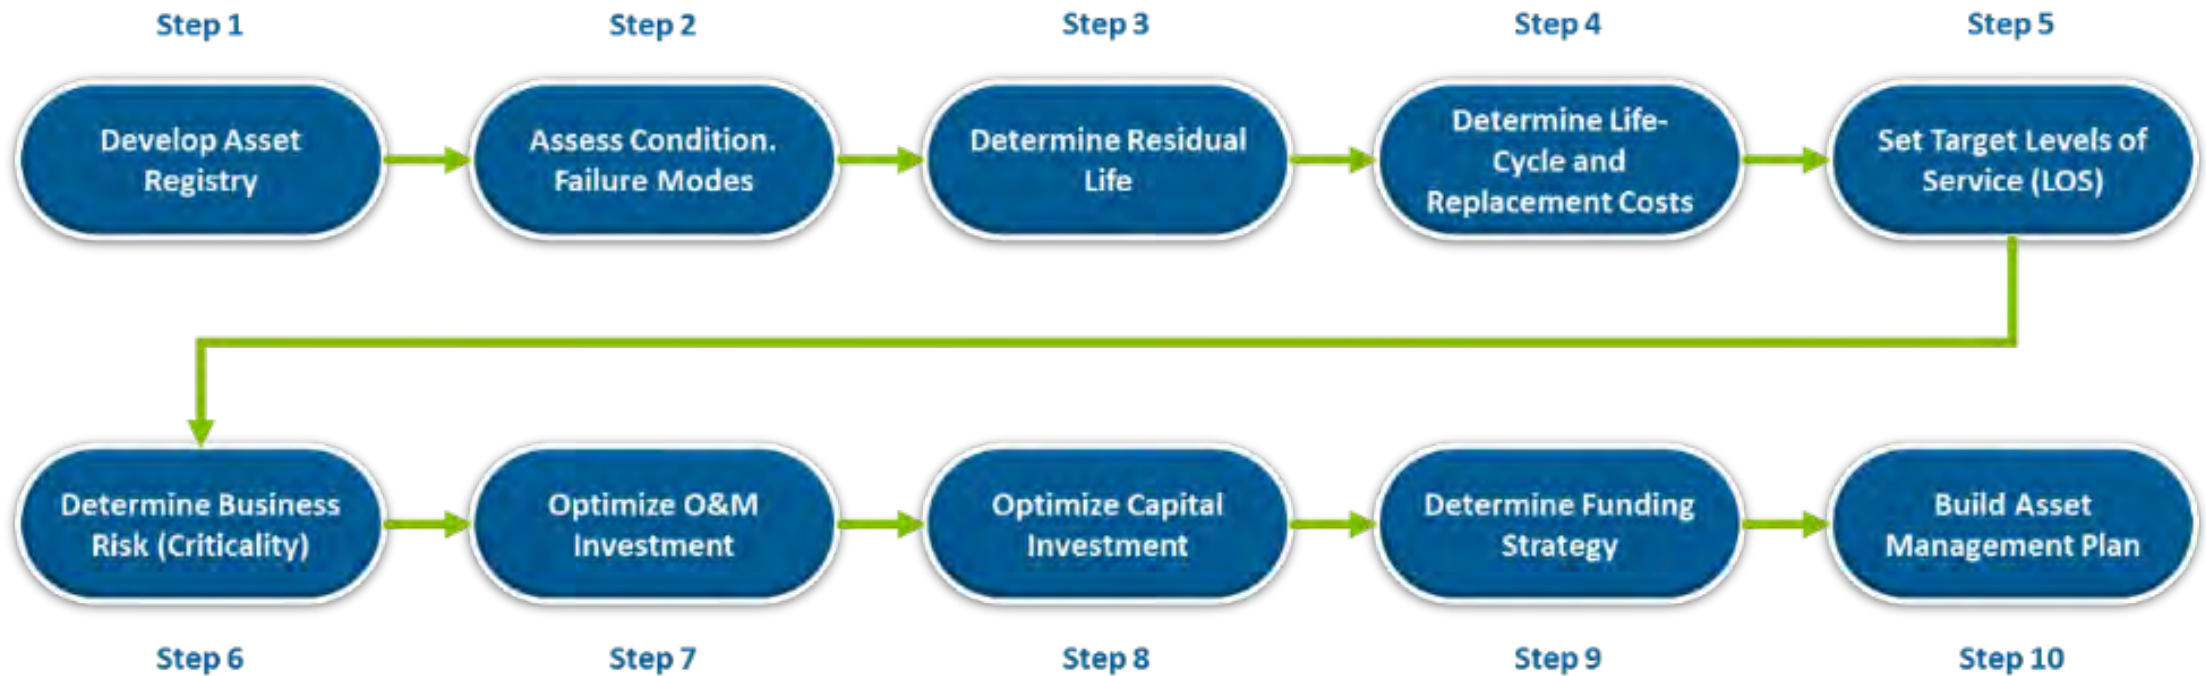 Step 1
Step 2
Step 3
Step 4
Step 5
Develop Asset
Registry
Assess Condition.
Failure Modes
Determine Residual
Life
Determine Life-
Cycle and
Replacement Costs
Set Target Levels of
Service (LOS)
Determine Business
Risk (Criticality)
Optimize O&M
Investment
Optimize Capital
Investment
Determine Funding
Strategy
Build Asset
Management Plan
Step 6
Step 7
Step 8
Step 9
Step 10